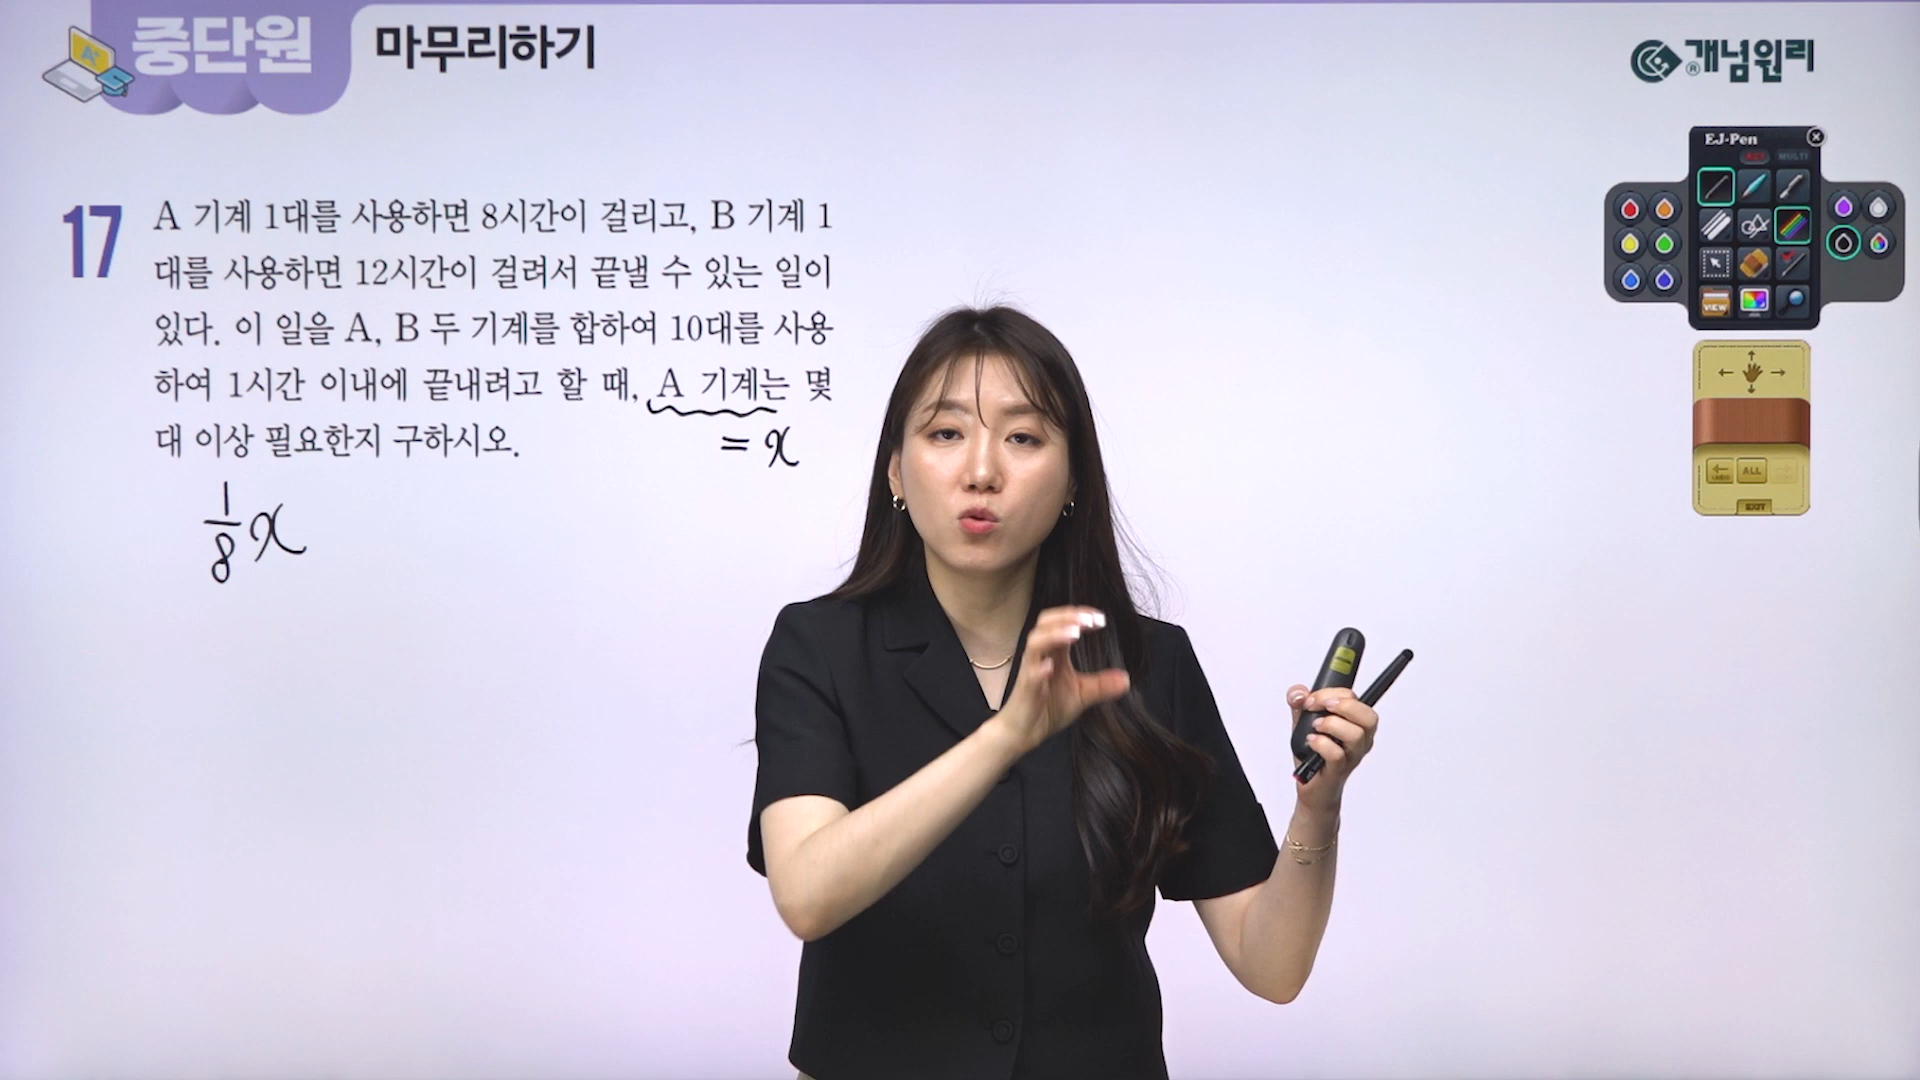 중단원 마무리하기
개념원리
17
A 기계 1대를 사용하면 8시간이 걸리고, B 기계 1
대를 사용하면 12시간이 걸려서 끝낼 수 있는 일이
있다. 이 일을 A, B 두 기계를 합하여 10대를 사용
하여 1시간 이내에 끝내려고 할 때, A 기계는 몇
대 이상 필요한지 구하시오.
= x
1/8 x
EJ-Pen
MULTI
VIEW
ALL
EXIT